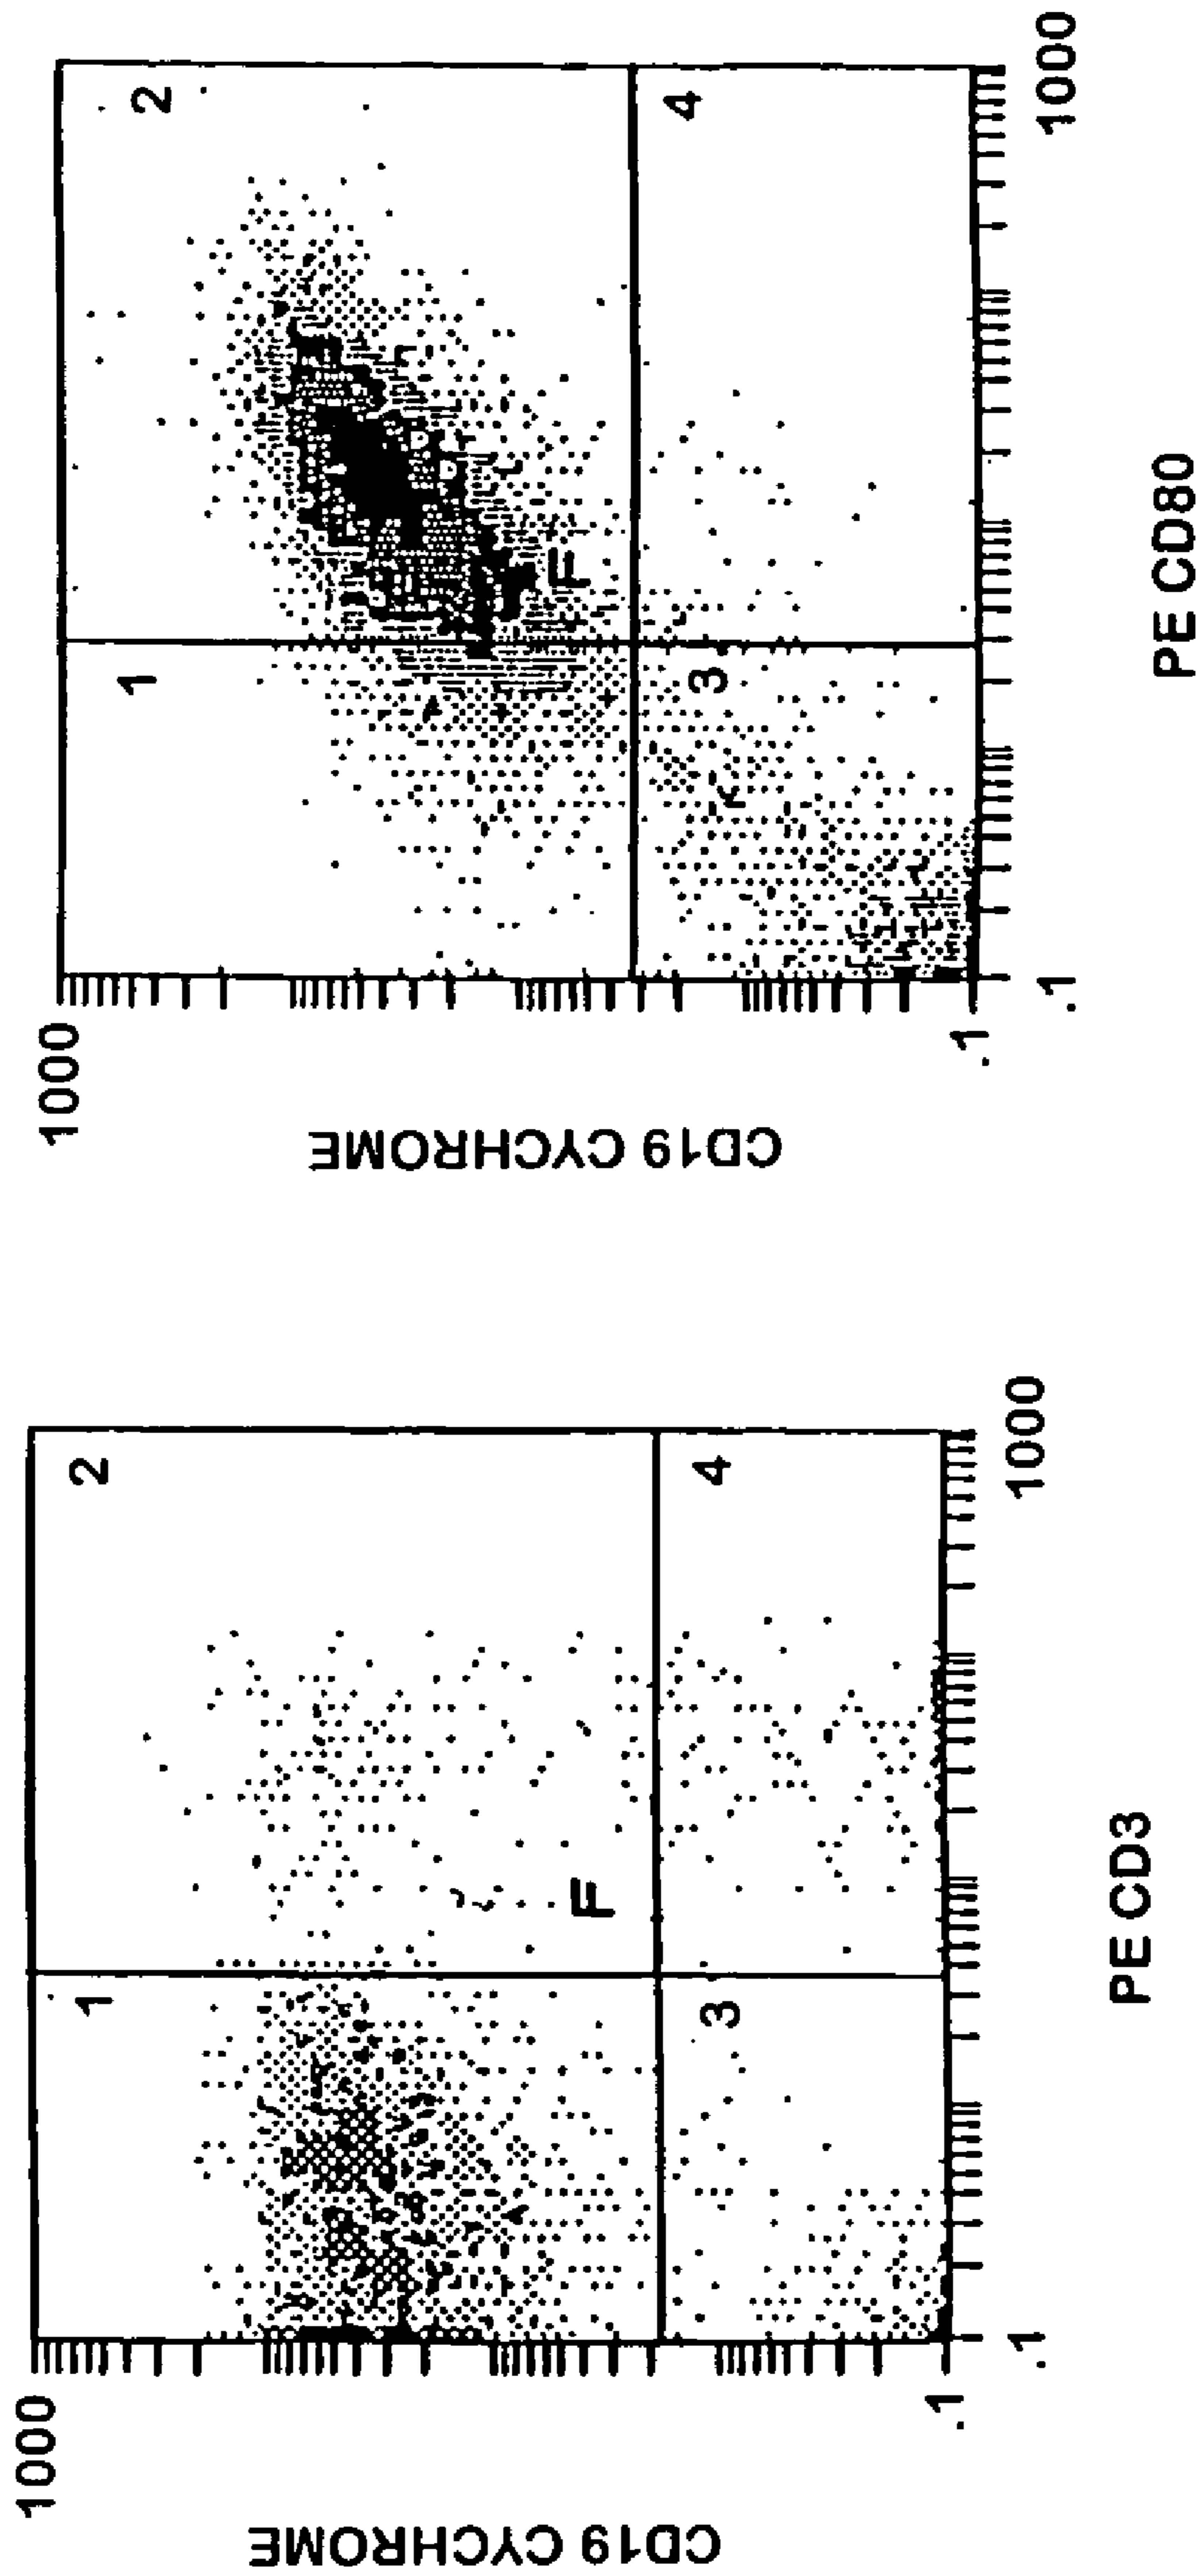 1000
CD19 CYCHROME
.1
1
2
3
4
F
.1
1000
PE CD3
1000
CD19 CYCHROME
.1
1
2
3
4
F
.1
1000
PE CD80